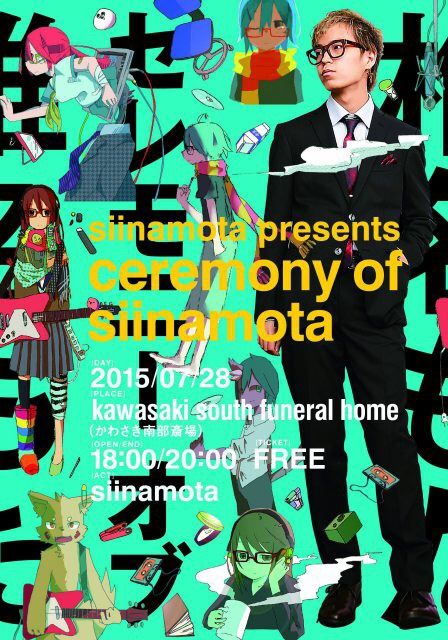 siinamota presents
ceremony of
siinamota
(DAY)
2015/07/28
(PLACE)
kawasaki south funeral home
(かわさき南部斎場)
(OPEN/END)
18:00/20:00
(TICKET)
FREE
(ACT)
siinamota